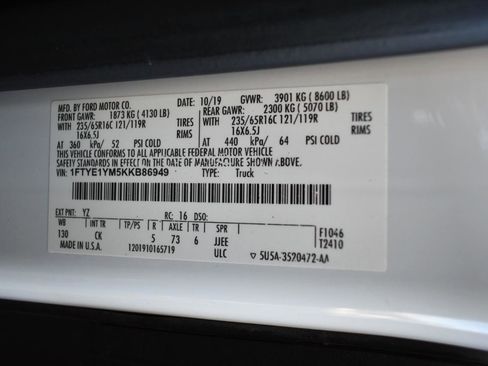 MFD. BY FORD MOTOR CO.
DATE: 10/19 GVWR: 3901 KG ( 8600 LB)
FRONT GAWR: 1873 KG ( 4130 LB) REAR GAWR: 2300 KG ( 5070 LB)
WITH 235/65R16C 121/119R TIRES WITH 235/65R16C 121/119R TIRES
16X6.5J RIMS 16X6.5J RIMS
AT 360 kPa/ 52 PSI COLD AT 440 kPa/ 64 PSI COLD
THIS VEHICLE CONFORMS TO ALL APPLICABLE FEDERAL MOTOR VEHICLE
SAFETY STANDARDS IN EFFECT ON THE DATE OF MANUFACTURE SHOWN ABOVE.
VIN: 1FTYE1YM5KKB86949 TYPE: Truck
EXT PNT: YZ RC: 16 DSO:
WB TP/PS R AXLE TR SPR F1046
130 CK 5 73 6 JJEE T2410
MADE IN U.S.A. 1201910165719 ULC 5U5A-3520472-AA